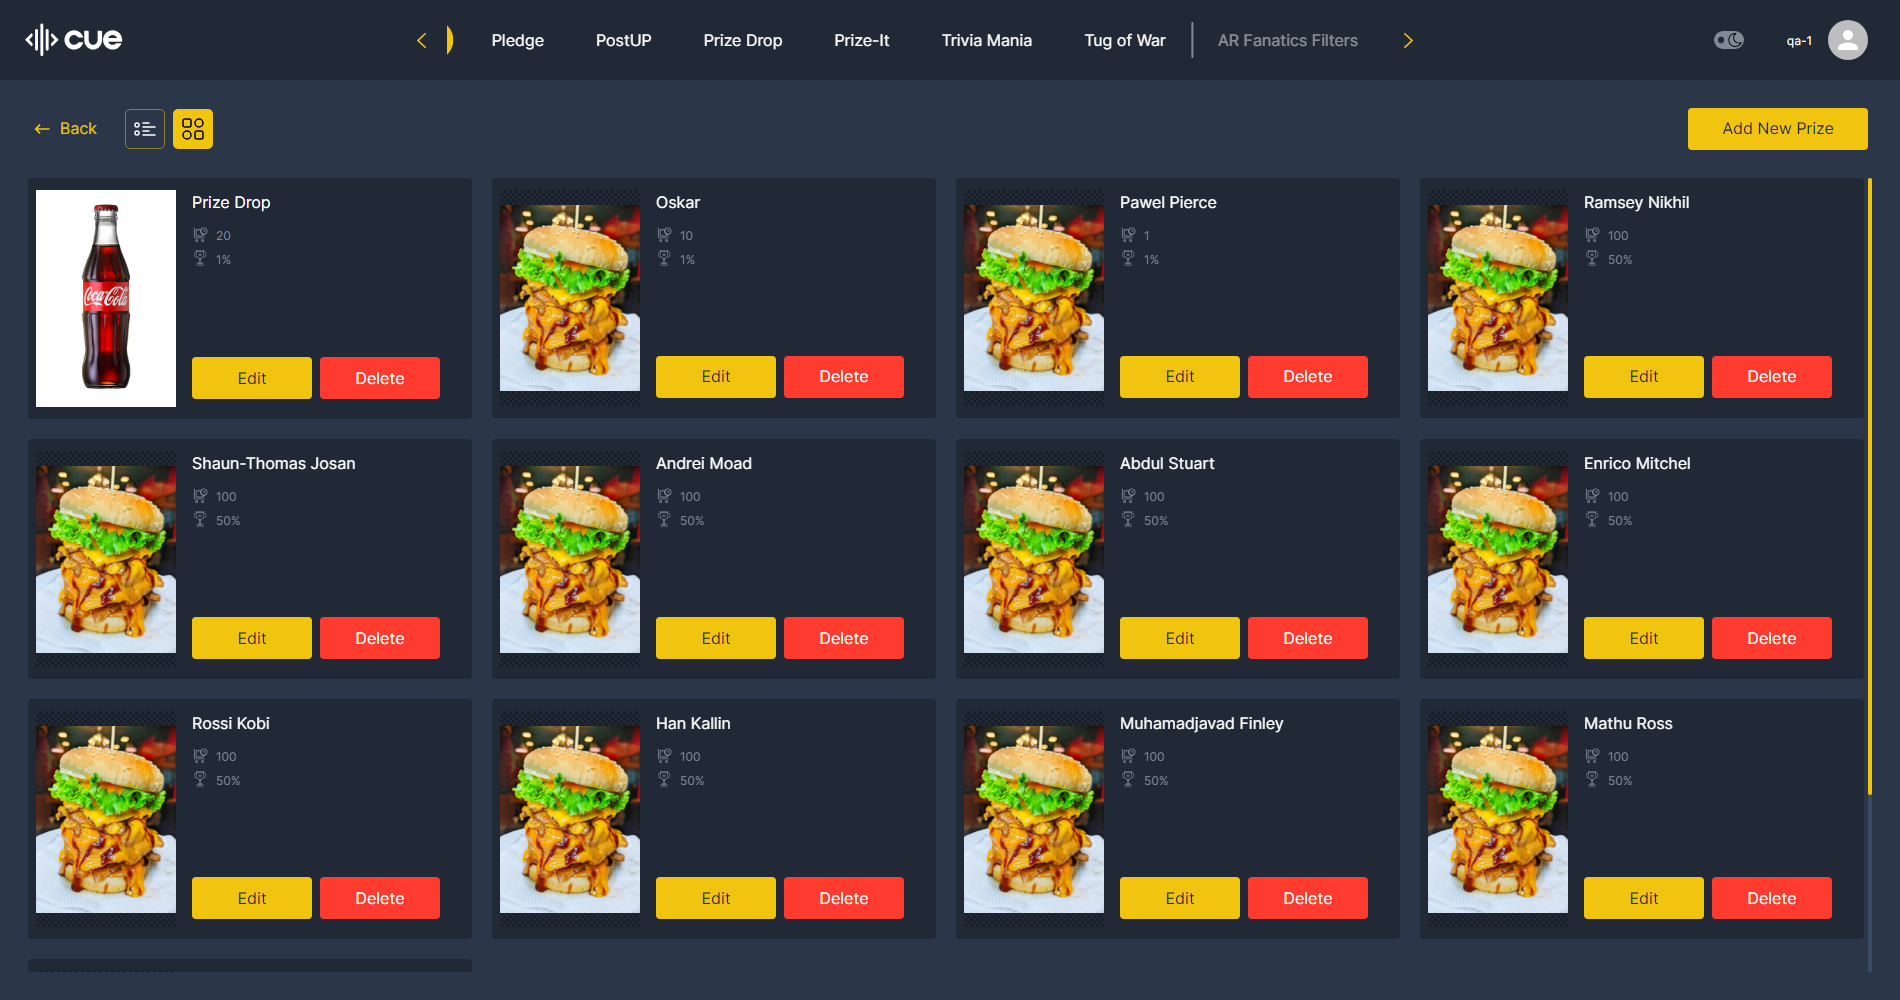 cue
Pledge
PostUP
Prize Drop
Prize-It
Trivia Mania
Tug of War
AR Fanatics Filters
qa-1
Back
Add New Prize
Coca-Cola
Prize Drop
20
1%
Edit
Delete
Oskar
10
1%
Edit
Delete
Pawel Pierce
1
1%
Edit
Delete
Ramsey Nikhil
100
50%
Edit
Delete
Shaun-Thomas Josan
100
50%
Edit
Delete
Andrei Moad
100
50%
Edit
Delete
Abdul Stuart
100
50%
Edit
Delete
Enrico Mitchel
100
50%
Edit
Delete
Rossi Kobi
100
50%
Edit
Delete
Han Kallin
100
50%
Edit
Delete
Muhamadjavad Finley
100
50%
Edit
Delete
Mathu Ross
100
50%
Edit
Delete